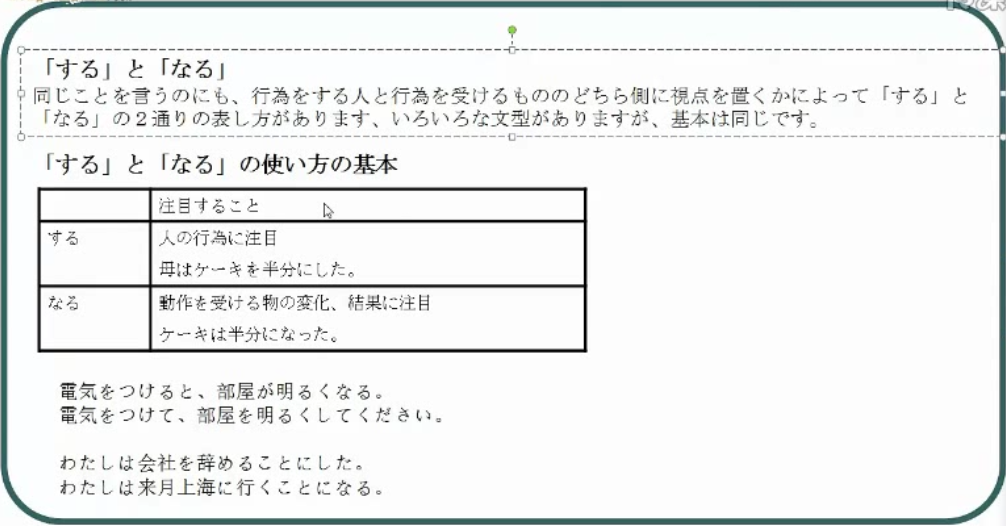 「する」と「なる」
同じことを言うのにも、行為をする人と行為を受けるもののどちら側に視点を置くかによって「する」と
「なる」の２通りの表し方があります、いろいろな文型がありますが、基本は同じです。
「する」と「なる」の使い方の基本
注目すること
する
人の行為に注目
母はケーキを半分にした。
なる
動作を受ける物の変化、結果に注目
ケーキは半分になった。
電気をつけると、部屋が明るくなる。
電気をつけて、部屋を明るくしてください。
わたしは会社を辞めることにした。
わたしは来月上海に行くことになる。